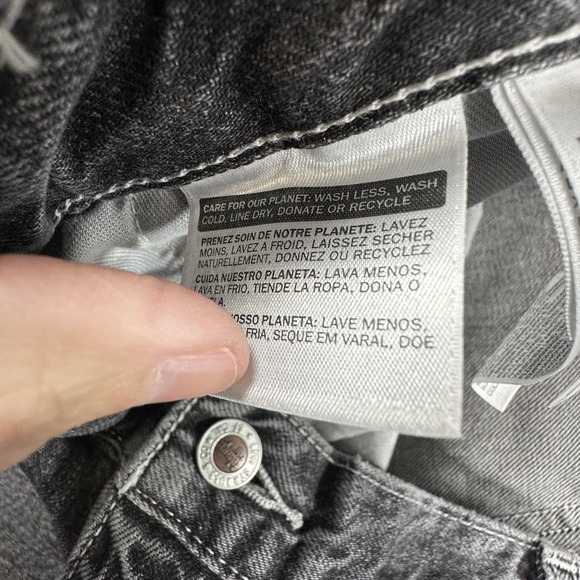 CARE FOR OUR PLANET: WASH LESS, WASH
COLD, LINE DRY, DONATE OR RECYCLE
PRENEZ SOIN DE NOTRE PLANETE: LAVEZ
MOINS, LAVEZ A FROID, LAISSEZ SECHER
NATURELLEMENT, DONNEZ OU RECYCLEZ
CUIDA NUESTRO PLANETA: LAVA MENOS,
LAVA EN FRIO, TIENDE LA ROPA, DONA O
LA.
NOSSO PLANETA: LAVE MENOS,
FRIA, SEQUE EM VARAL, DOE